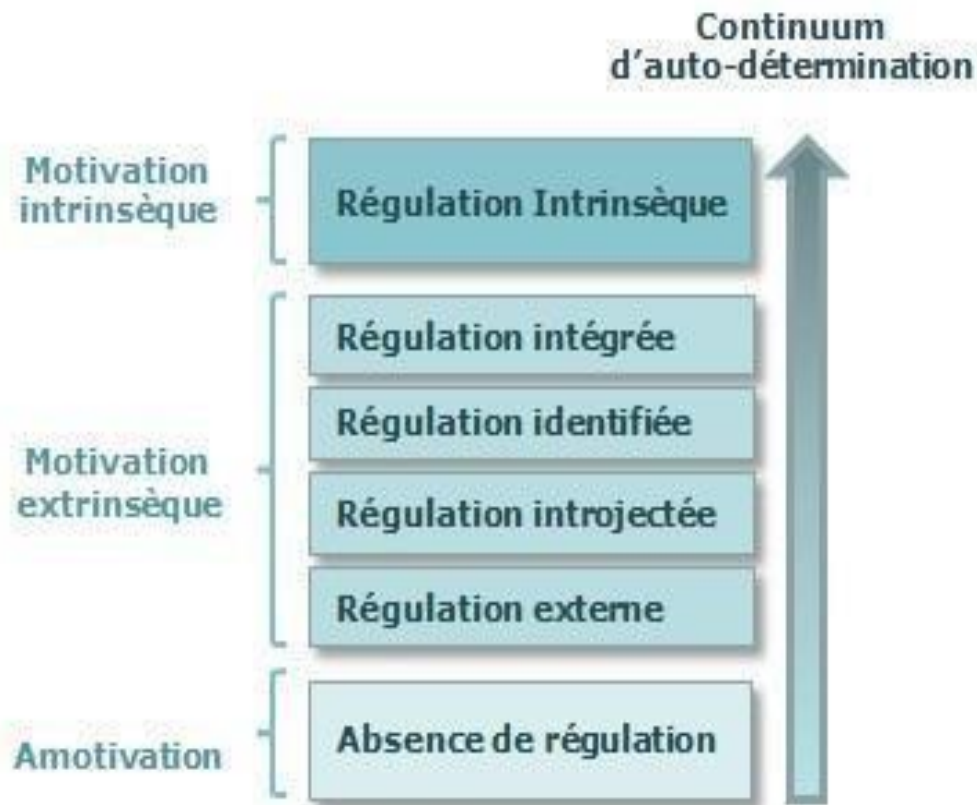 Continuum
d'auto-détermination
Motivation
intrinsèque
Régulation Intrinsèque
Motivation
extrinsèque
Régulation intégrée
Régulation identifiée
Régulation introjectée
Régulation externe
Amotivation
Absence de régulation